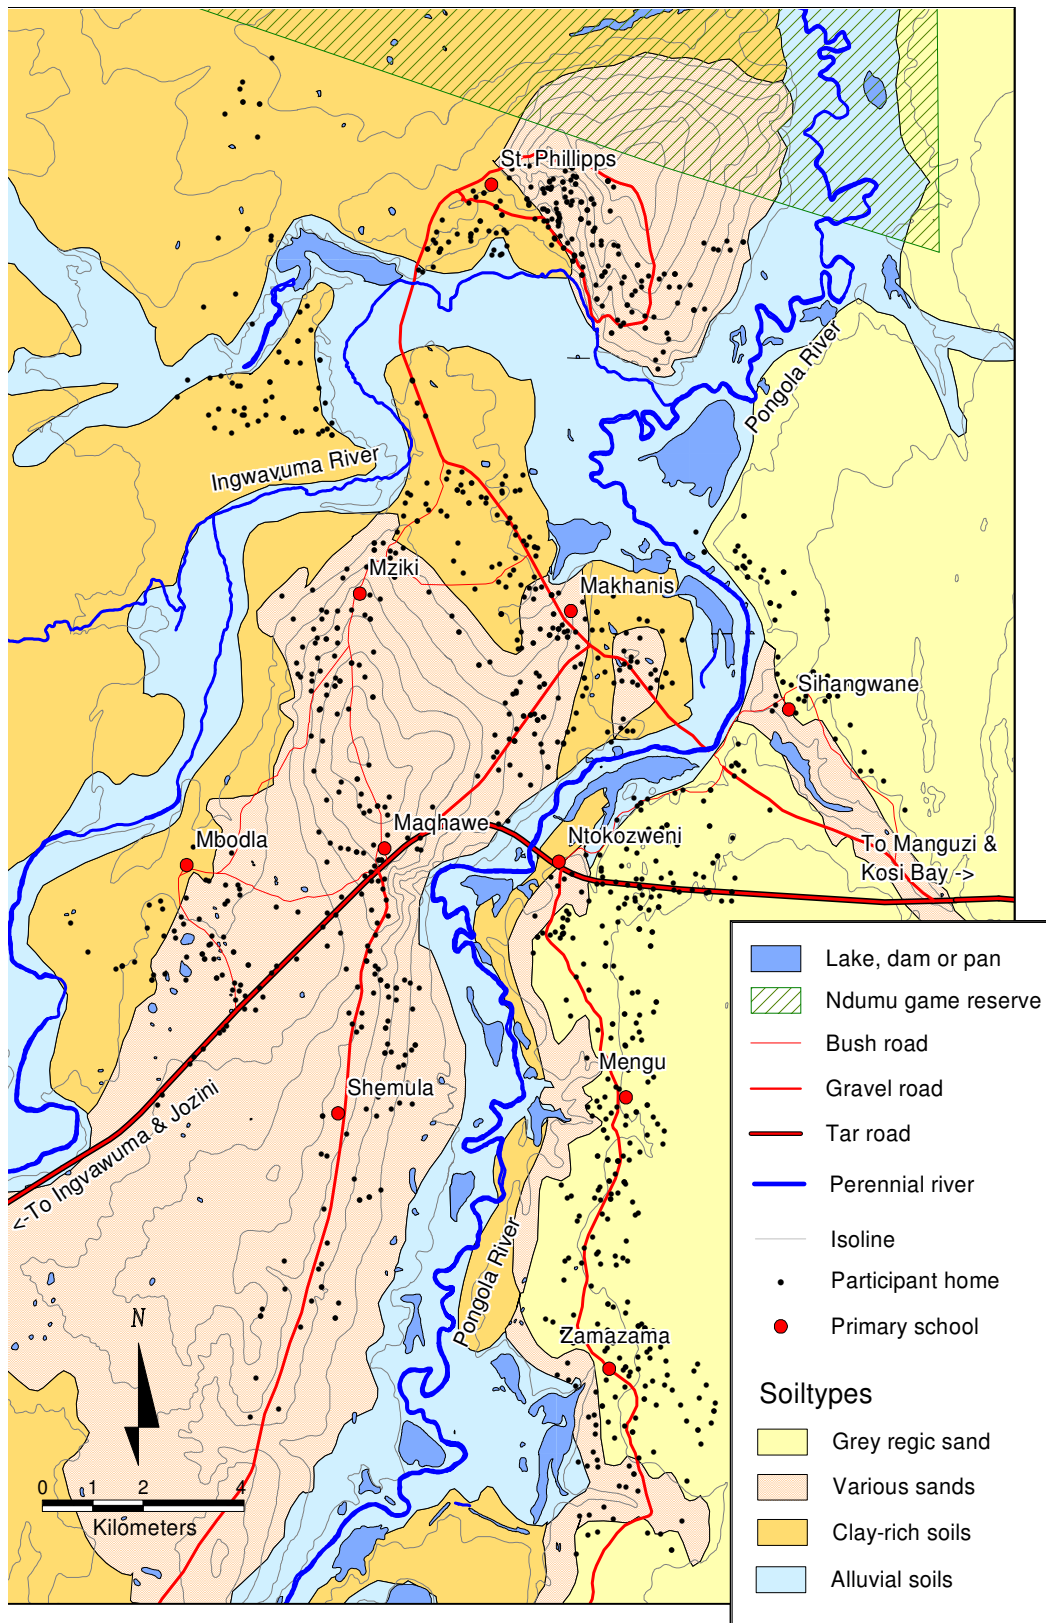 St. Phillipps
Pongola River
Ingwavuma River
Mziki
Makhanis
Sihangwane
Maqhawe
Ntokozweni
Mbodla
To Manguzi &
Kosi Bay ->
Mengu
Shemula
<-To Ingvawuma & Jozini
Pongola River
Zamazama
N
0 1 2 4
Kilometers
Lake, dam or pan
Ndumu game reserve
Bush road
Gravel road
Tar road
Perennial river
Isoline
Participant home
Primary school
Soiltypes
Grey regic sand
Various sands
Clay-rich soils
Alluvial soils